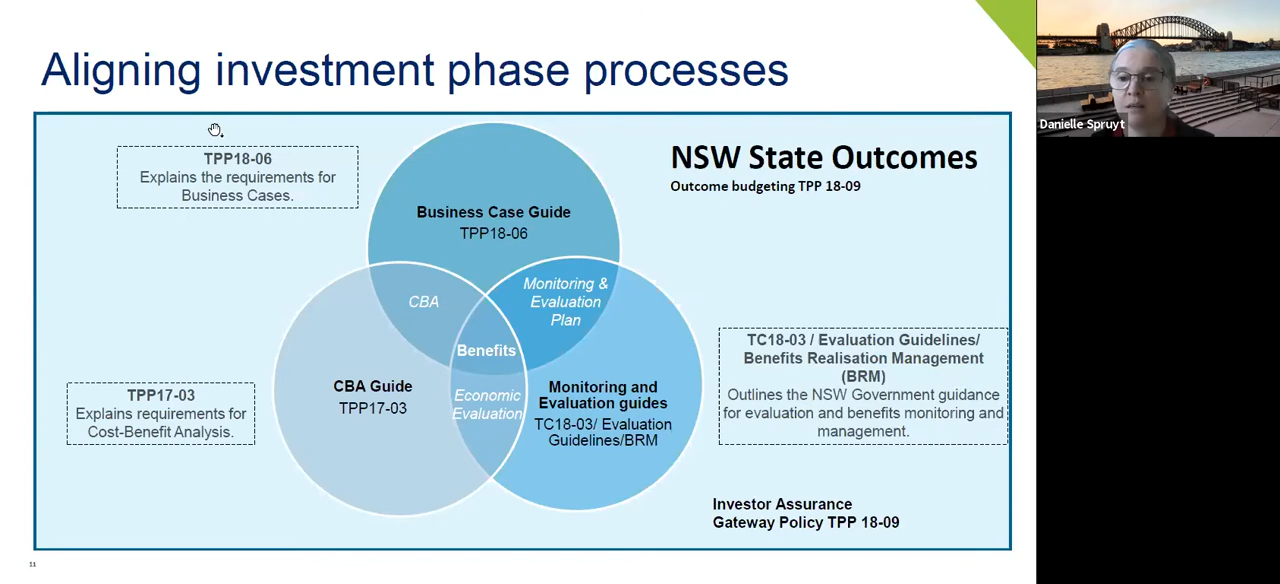 Aligning investment phase processes
TPP18-06
Explains the requirements for
Business Cases.
NSW State Outcomes
Outcome budgeting TPP 18-09
Business Case Guide
TPP18-06
CBA
Monitoring &
Evaluation
Plan
Benefits
CBA Guide
TPP17-03
Economic
Evaluation
Monitoring and
Evaluation guides
TC18-03/ Evaluation
Guidelines/BRM
TPP17-03
Explains requirements for
Cost-Benefit Analysis.
TC18-03 / Evaluation Guidelines/
Benefits Realisation Management
(BRM)
Outlines the NSW Government guidance
for evaluation and benefits monitoring and
management.
Investor Assurance
Gateway Policy TPP 18-09
11
Danielle Spruyt